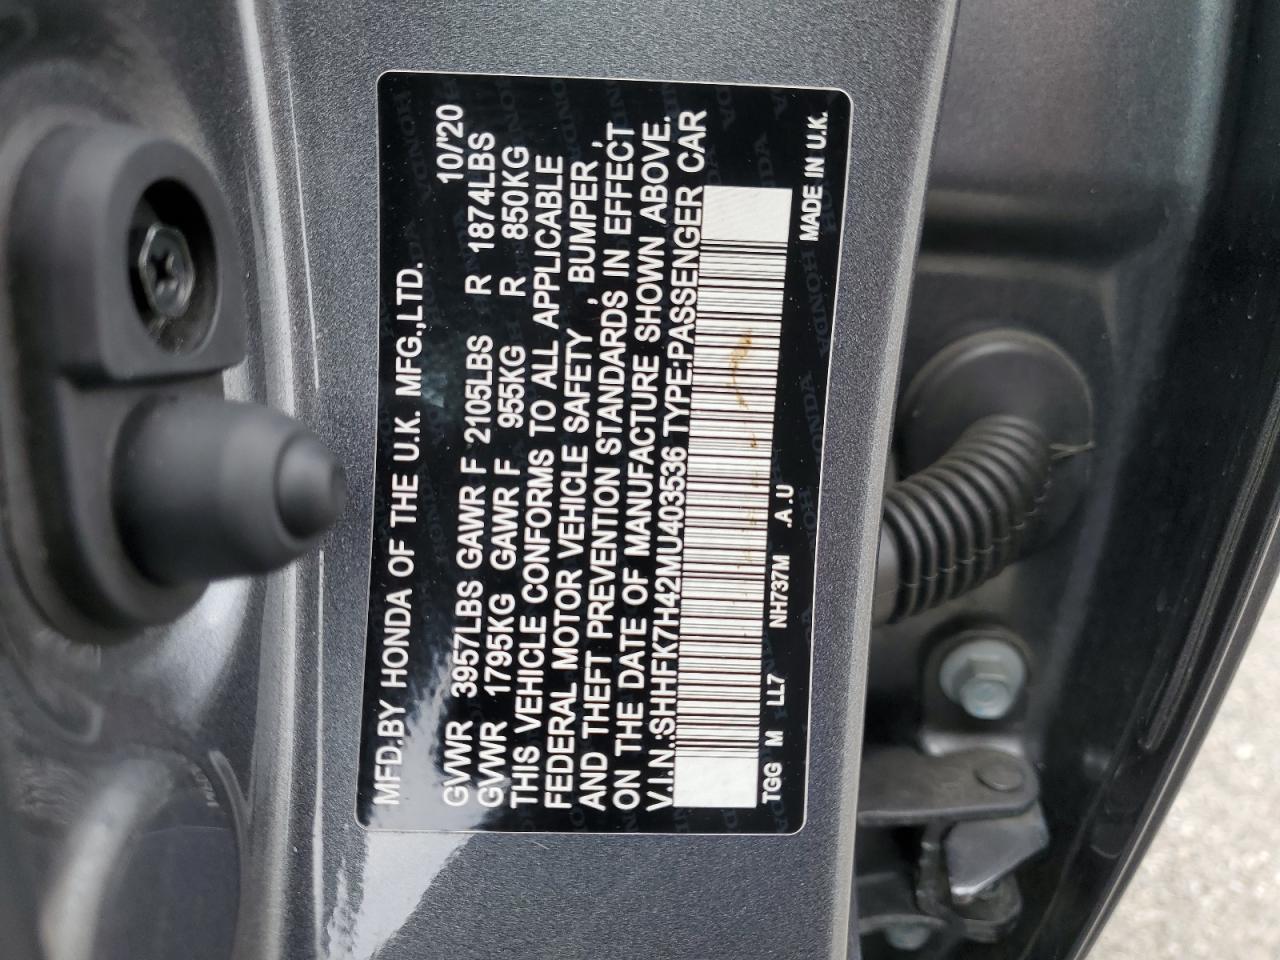 MFD.BY HONDA OF THE U.K. MFG.,LTD. 10/'20
GVWR 3957LBS GAWR F 2105LBS R 1874LBS
GVWR 1795KG GAWR F 955KG R 850KG
THIS VEHICLE CONFORMS TO ALL APPLICABLE
FEDERAL MOTOR VEHICLE SAFETY , BUMPER ,
AND THEFT PREVENTION STANDARDS IN EFFECT
ON THE DATE OF MANUFACTURE SHOWN ABOVE.
V.I.N.:SHHFK7H42MU403536 TYPE:PASSENGER CAR
TGG M LL7 NH737M .A.U MADE IN U.K.